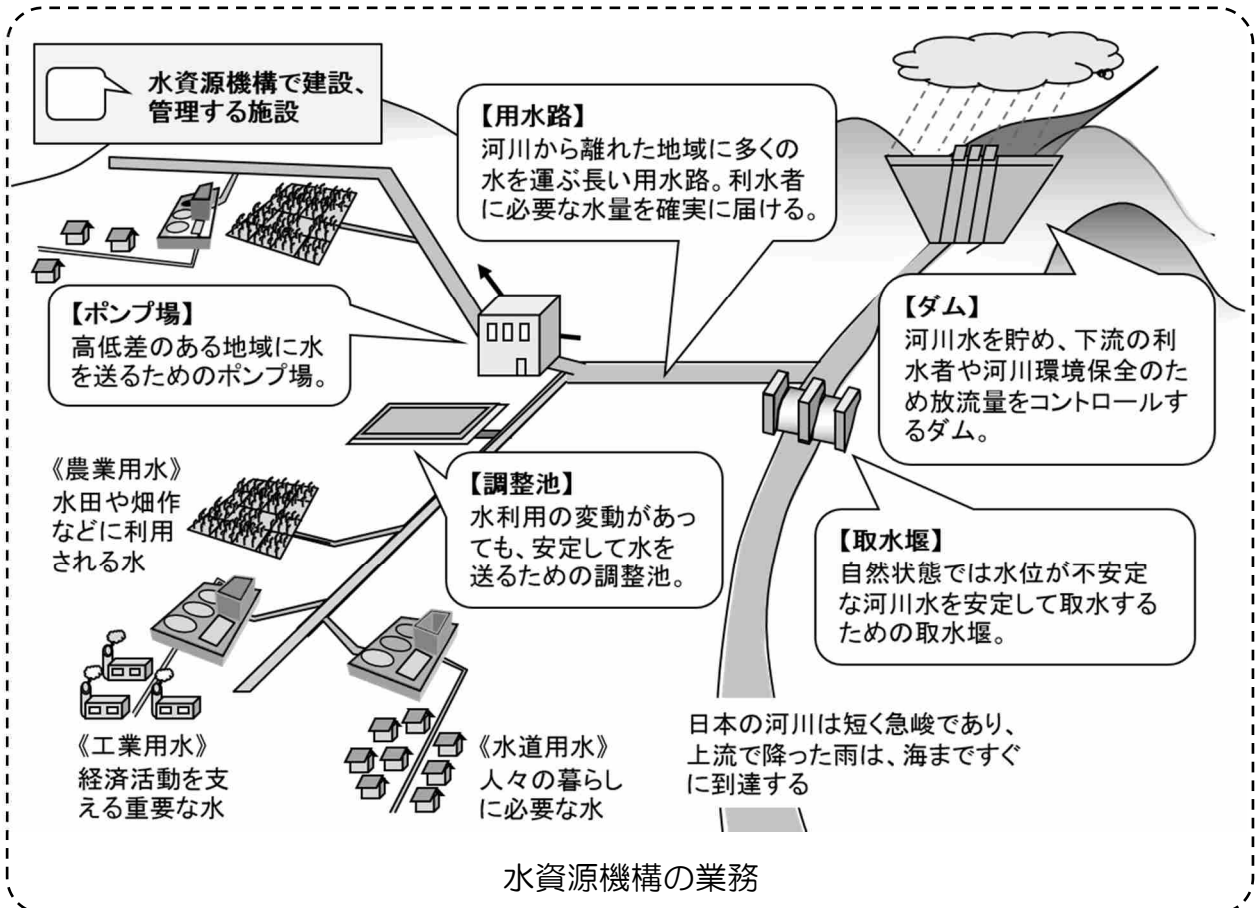 水資源機構で建設、
管理する施設
【用水路】
河川から離れた地域に多くの
水を運ぶ長い用水路。利水者
に必要な水量を確実に届ける。
【ポンプ場】
高低差のある地域に水
を送るためのポンプ場。
【ダム】
河川水を貯め、下流の利
水者や河川環境保全のた
め放流量をコントロールす
るダム。
《農業用水》
水田や畑作
などに利用
される水
【調整池】
水利用の変動があっ
ても、安定して水を
送るための調整池。
【取水堰】
自然状態では水位が不安定
な河川水を安定して取水する
ための取水堰。
《工業用水》
経済活動を支
える重要な水
《水道用水》
人々の暮らし
に必要な水
日本の河川は短く急峻であり、
上流で降った雨は、海まですぐ
に到達する
水資源機構の業務